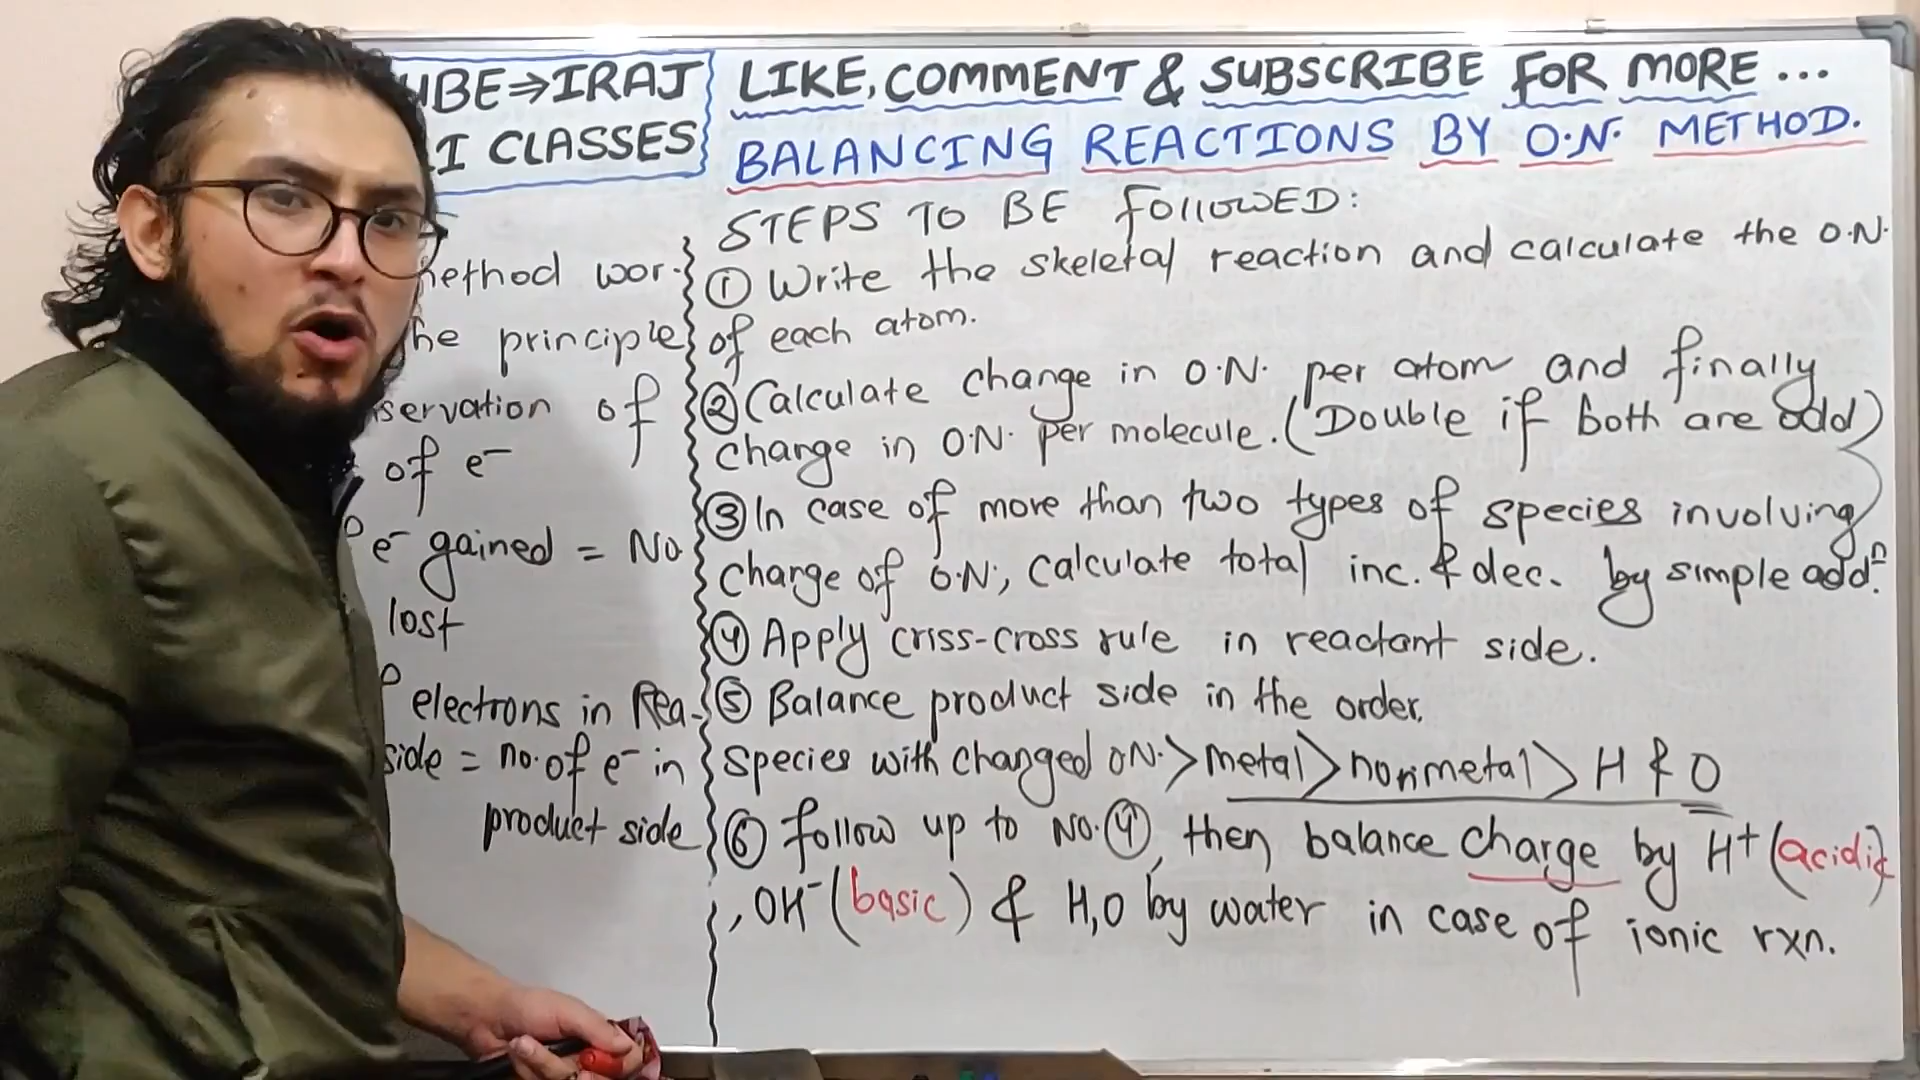 UBE⇒IRAJ
I CLASSES
method wor-
he principle
servation of
of e⁻
e⁻ gained = No
lost
electrons in Rea-
side = no. of e⁻ in
product side
LIKE, COMMENT & SUBSCRIBE FOR MORE ...
BALANCING REACTIONS BY O.N. METHOD.
STEPS TO BE FOLLOWED:
① Write the skeletal reaction and calculate the O.N.
of each atom.
② Calculate change in O.N. per atom and finally
change in O.N. per molecule. (Double if both are odd)
③ In case of more than two types of species involving
change of O.N., calculate total inc. & dec. by simple addⁿ.
④ Apply criss-cross rule in reactant side.
⑤ Balance product side in the order.
species with changed O.N. > metal > nonmetal > H & O
⑥ follow up to NO. ④, then balance charge by H⁺ (acidic)
, OH⁻ (basic) & H,O by water in case of ionic rxn.